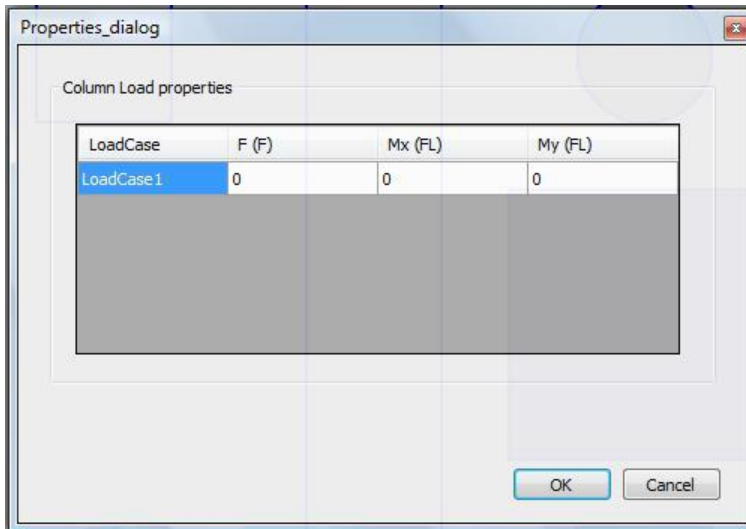 Properties_dialog
Column Load properties
LoadCase F (F) Mx (FL) My (FL)
LoadCase1 0 0 0
OK Cancel